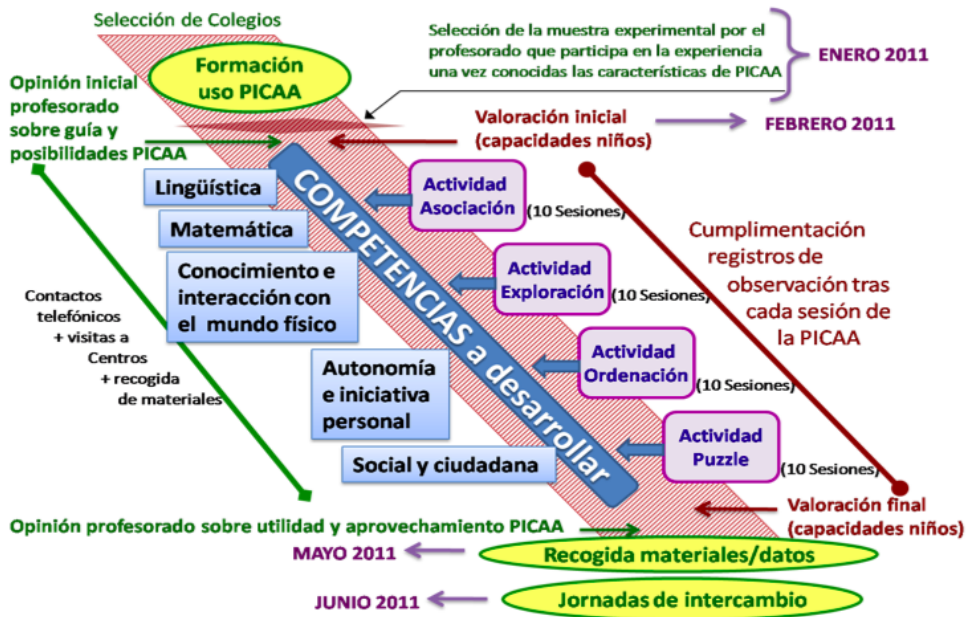 Selección de Colegios
Formación
uso PICAA
Selección de la muestra experimental por el
profesorado que participa en la experiencia
una vez conocidas las características de PICAA
ENERO 2011
Opinión inicial
profesorado
sobre guía y
posibilidades PICAA
Valoración inicial
(capacidades niños)
FEBRERO 2011
COMPETENCIAS a desarrollar
Lingüística
Matemática
Conocimiento e
interacción con
el mundo físico
Autonomía
e iniciativa
personal
Social y ciudadana
Actividad
Asociación
(10 Sesiones)
Actividad
Exploración
(10 Sesiones)
Actividad
Ordenación
(10 Sesiones)
Actividad
Puzzle
(10 Sesiones)
Cumplimentación
registros de
observación tras
cada sesión de
la PICAA
Contactos
telefónicos
+ visitas a
Centros
+ recogida
de materiales
Valoración final
(capacidades niños)
Opinión profesorado sobre utilidad y aprovechamiento PICAA
MAYO 2011
Recogida materiales/datos
JUNIO 2011
Jornadas de intercambio